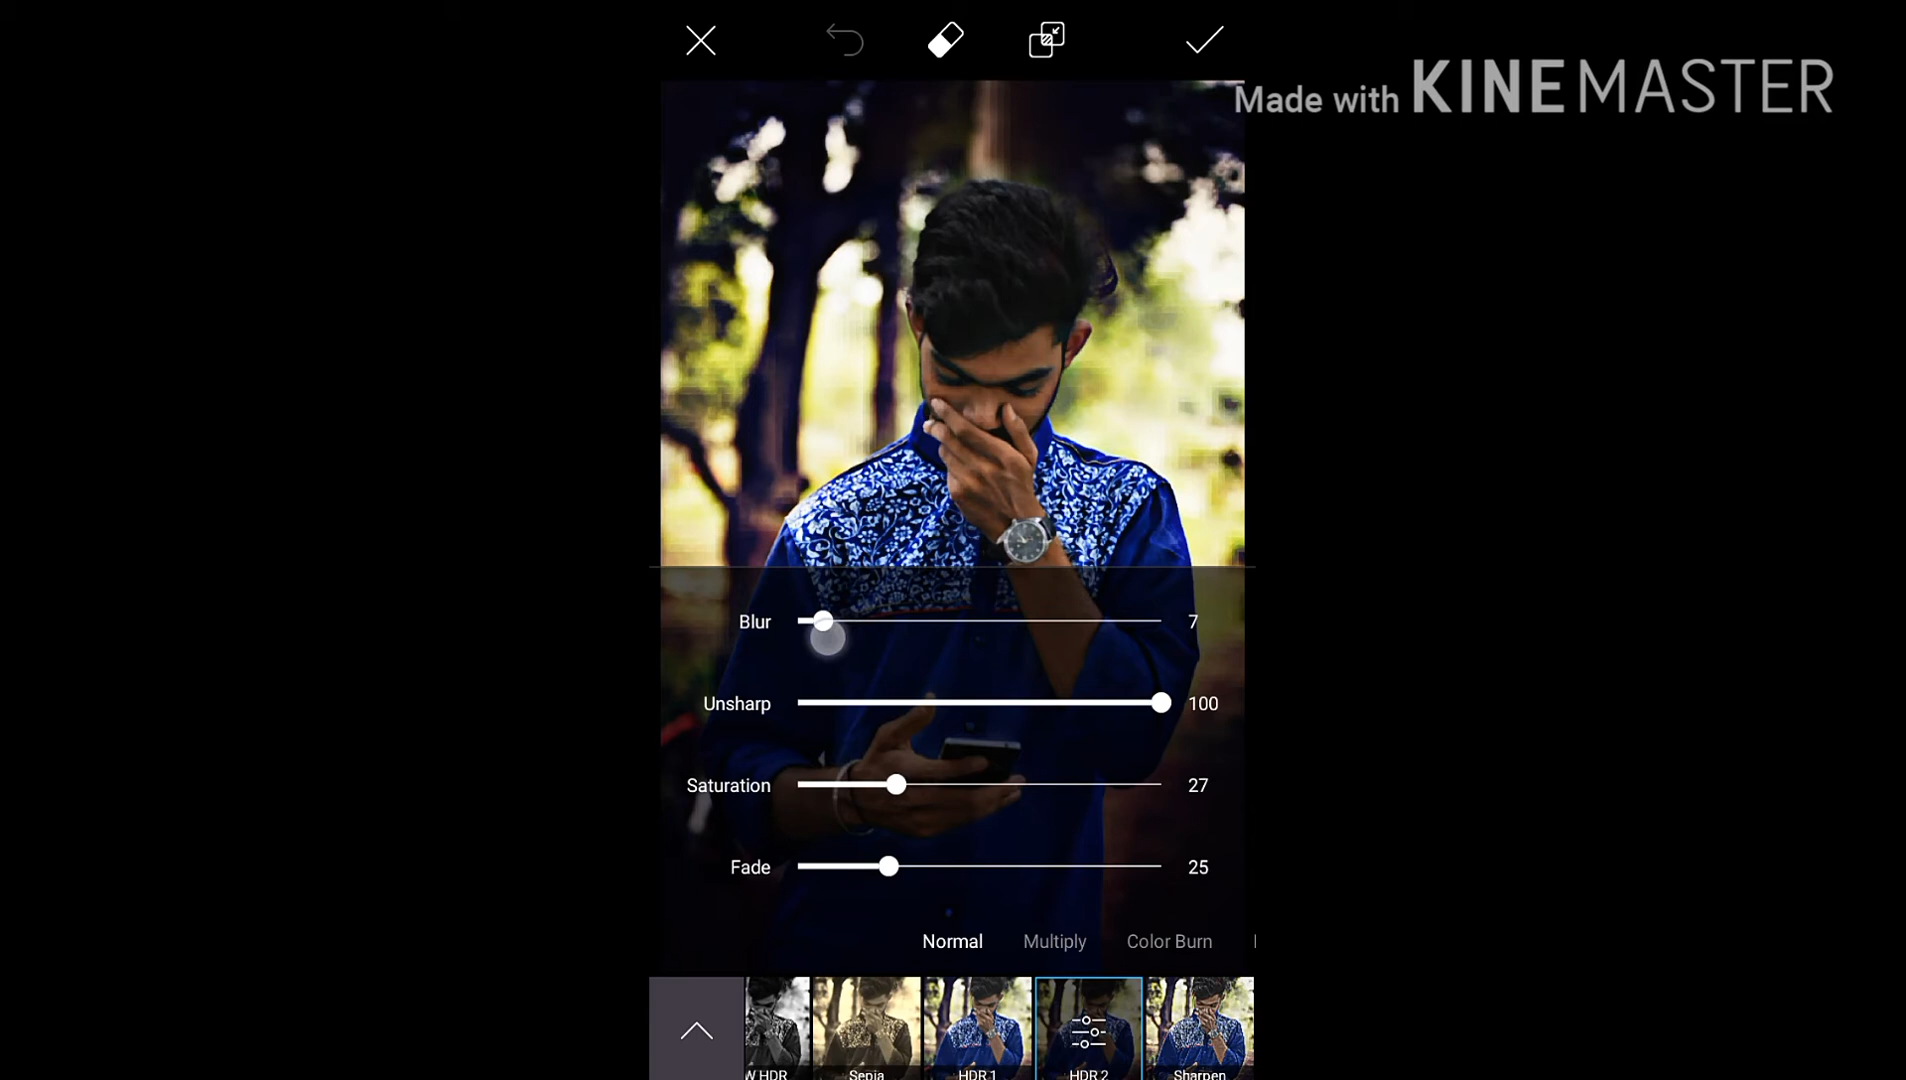 Made with KINEMASTER
Blur 7
Unsharp 100
Saturation 27
Fade 25
Normal Multiply Color Burn
W HDR Sepia HDR 1 HDR 2 Sharpen